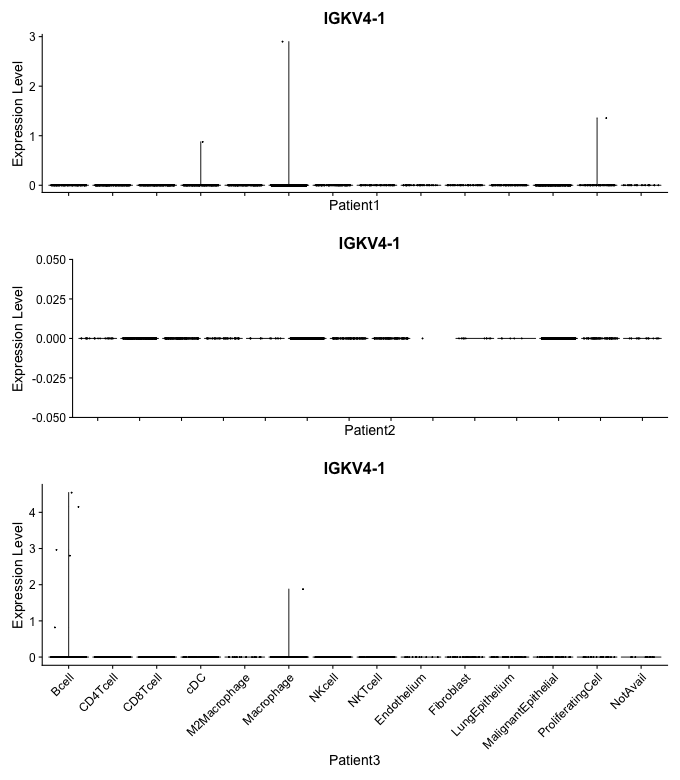 IGKV4-1
Expression Level
3
2
1
0
Patient1
IGKV4-1
Expression Level
0.050
0.025
0.000
-0.025
-0.050
Patient2
IGKV4-1
Expression Level
4
3
2
1
0
Bcell
CD4Tcell
CD8Tcell
cDC
M2Macrophage
Macrophage
NKcell
NKTcell
Endothelium
Fibroblast
LungEpithelium
MalignantEpithelial
ProliferatingCell
NotAvail
Patient3